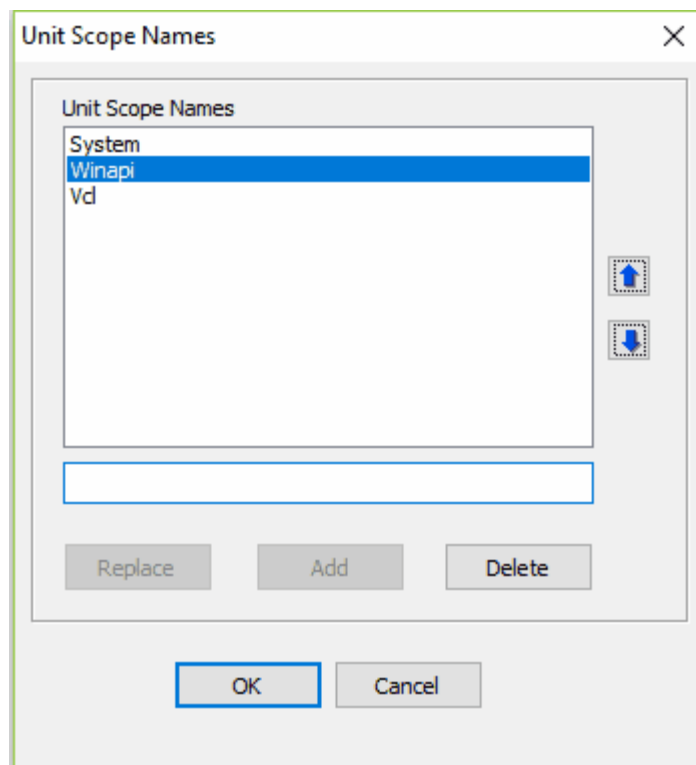 Unit Scope Names
Unit Scope Names
System
Winapi
Vcl
Replace
Add
Delete
OK
Cancel